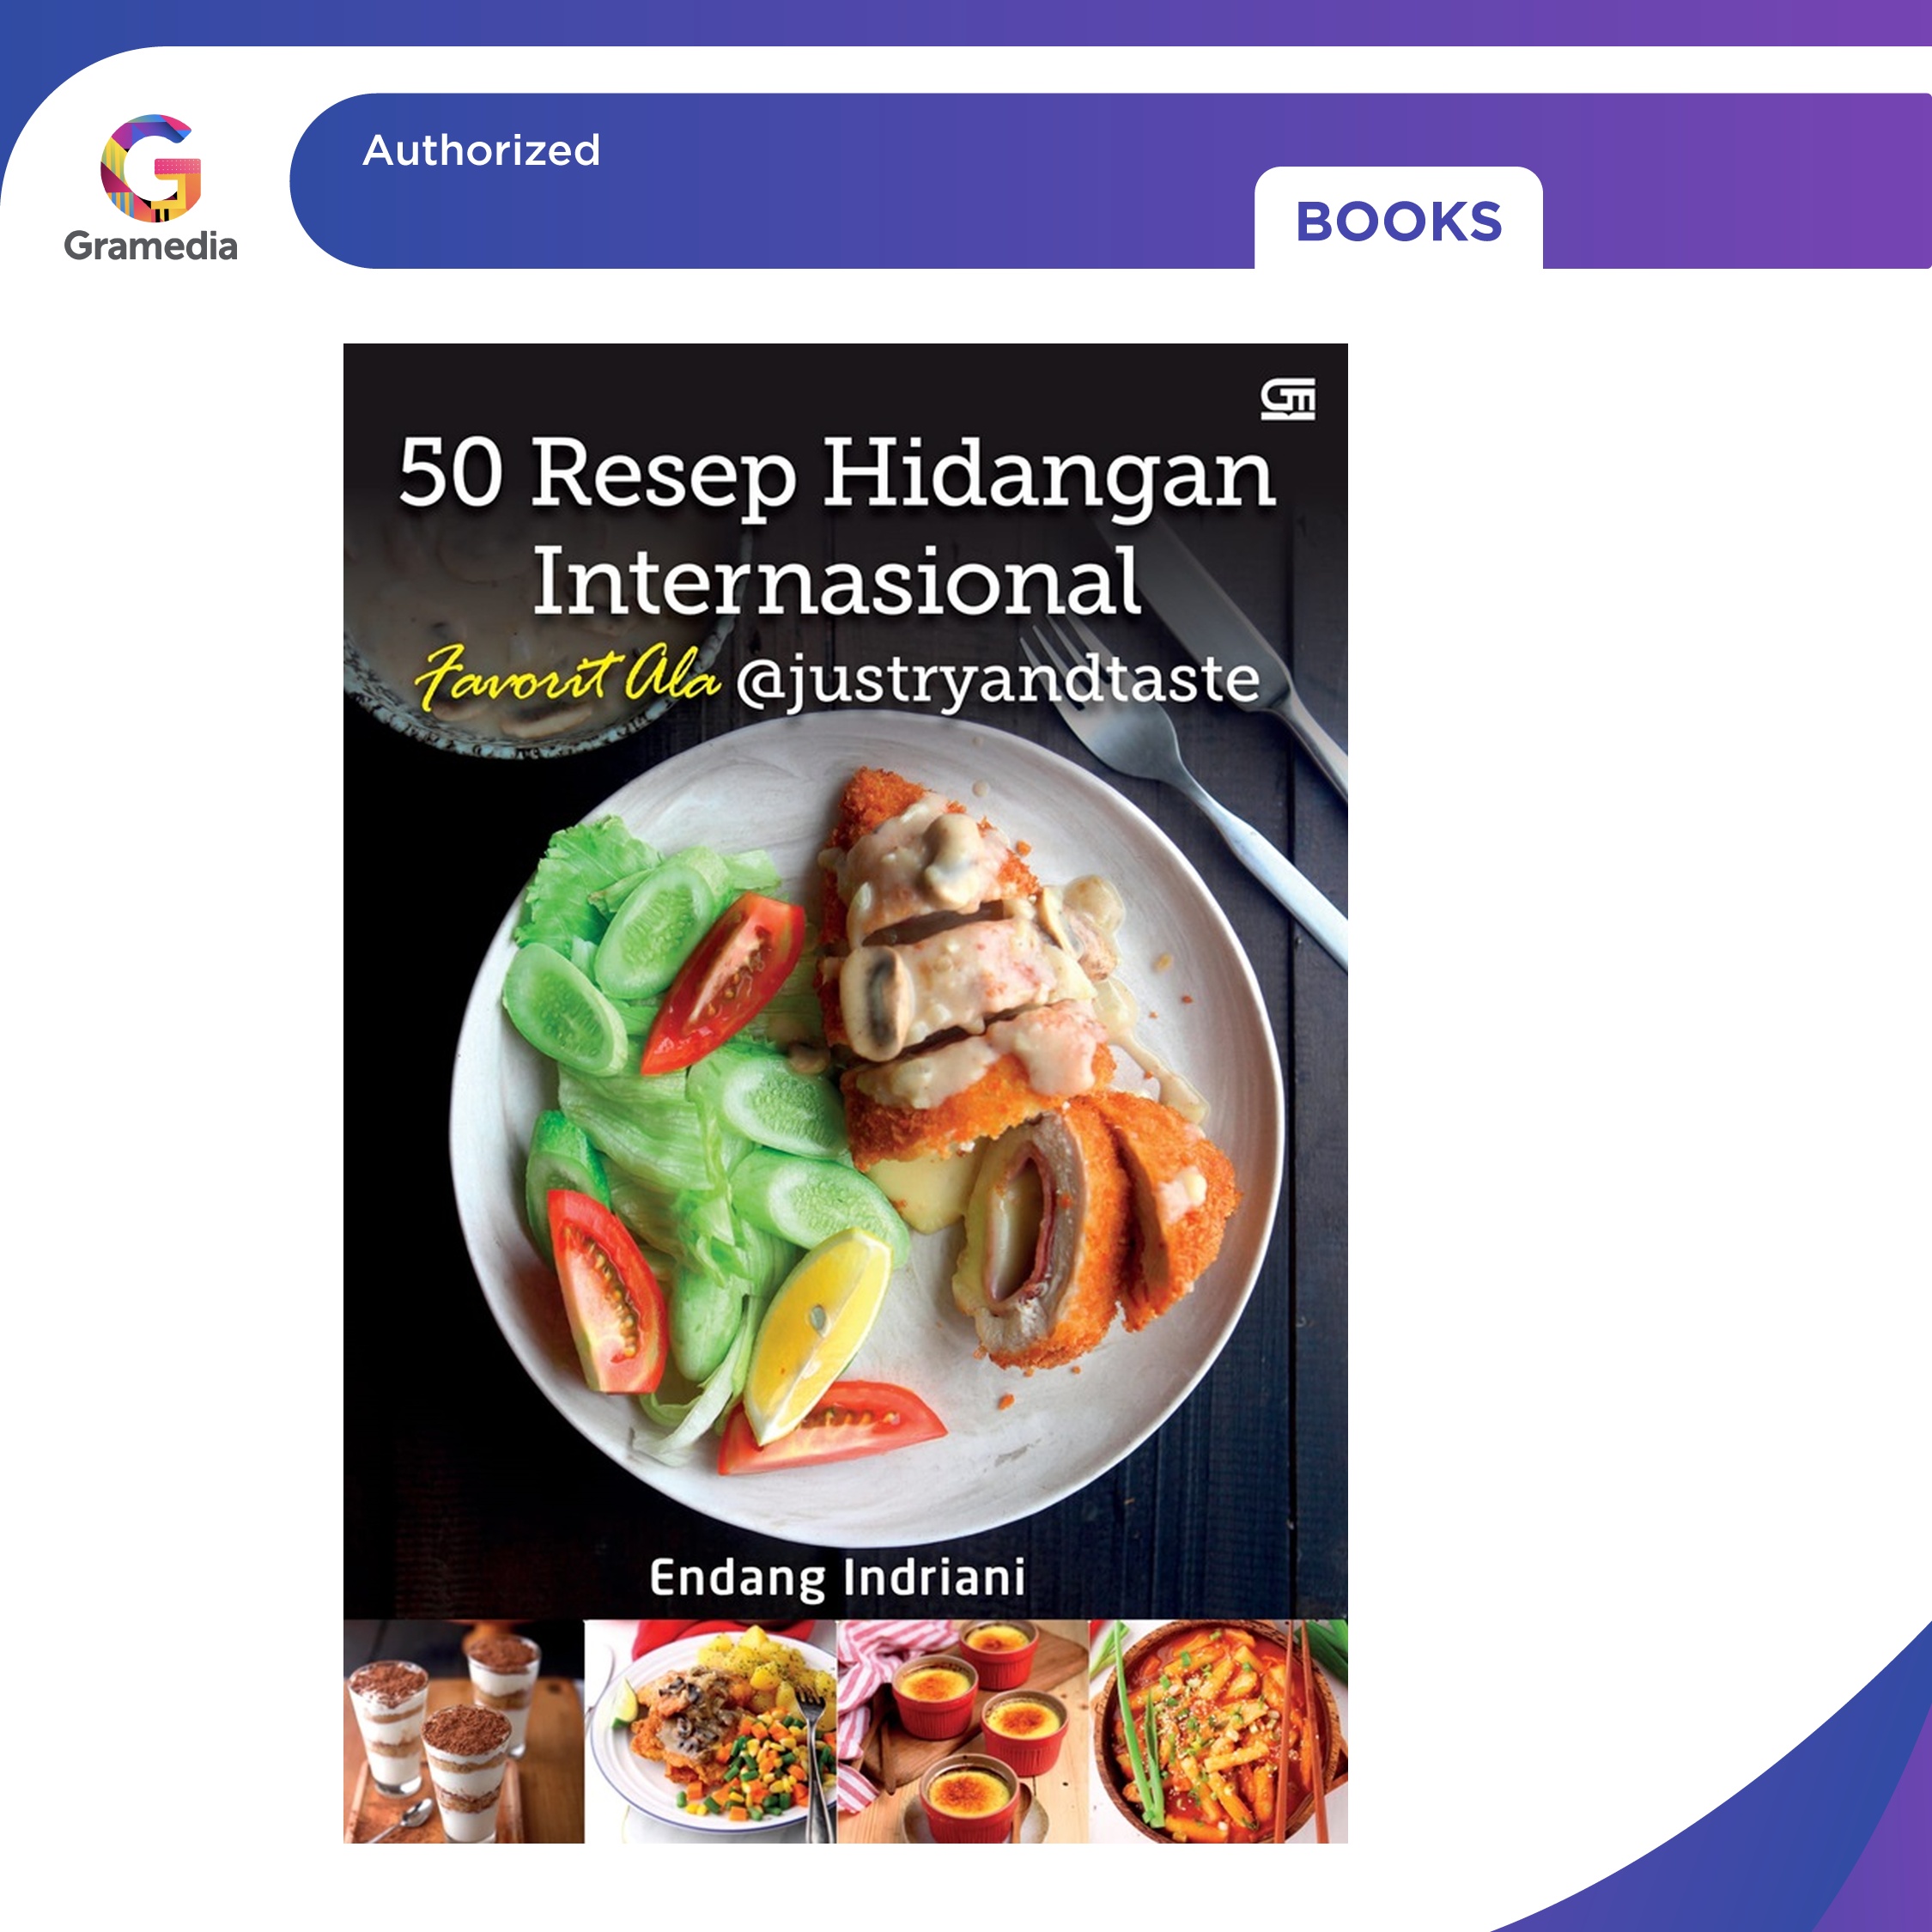 Authorized
BOOKS
Gramedia
50 Resep Hidangan
Internasional
Favorit Ala @justryandtaste
Endang Indriani